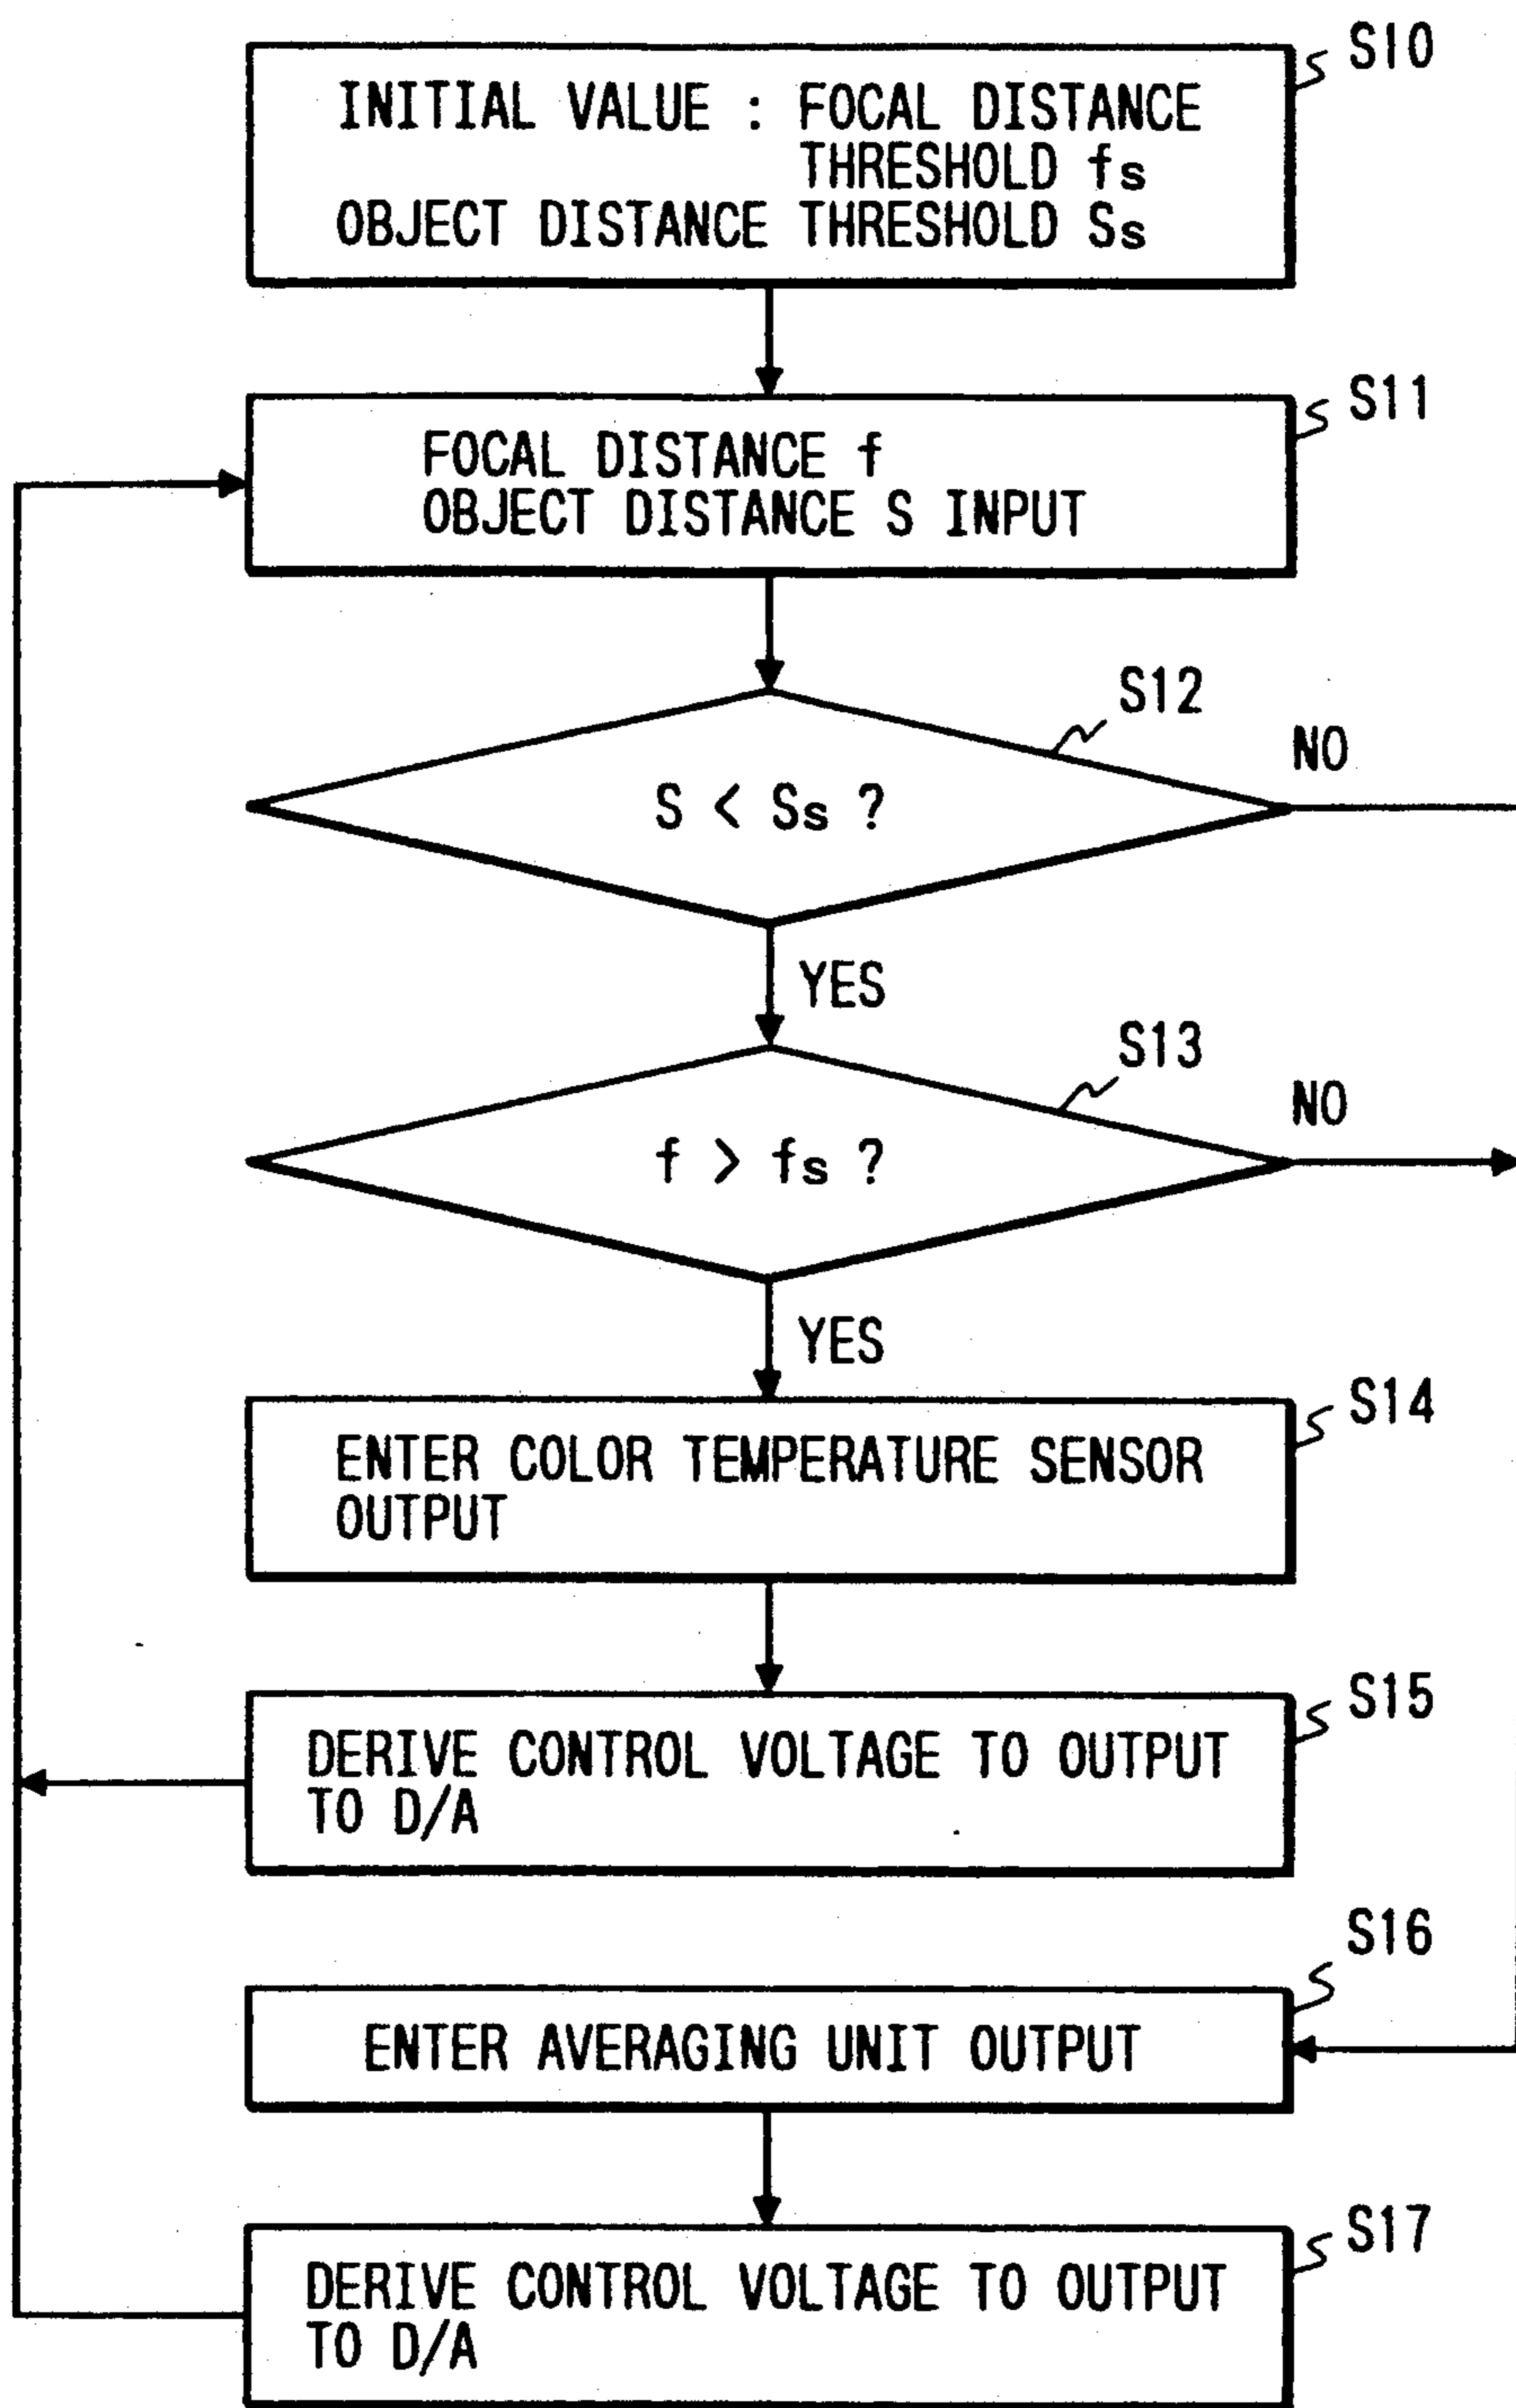 S10
INITIAL VALUE : FOCAL DISTANCE
THRESHOLD fs
OBJECT DISTANCE THRESHOLD Ss
S11
FOCAL DISTANCE f
OBJECT DISTANCE S INPUT
S12
NO
S < Ss ?
YES
S13
NO
f > fs ?
YES
S14
ENTER COLOR TEMPERATURE SENSOR
OUTPUT
S15
DERIVE CONTROL VOLTAGE TO OUTPUT
TO D/A
S16
ENTER AVERAGING UNIT OUTPUT
S17
DERIVE CONTROL VOLTAGE TO OUTPUT
TO D/A